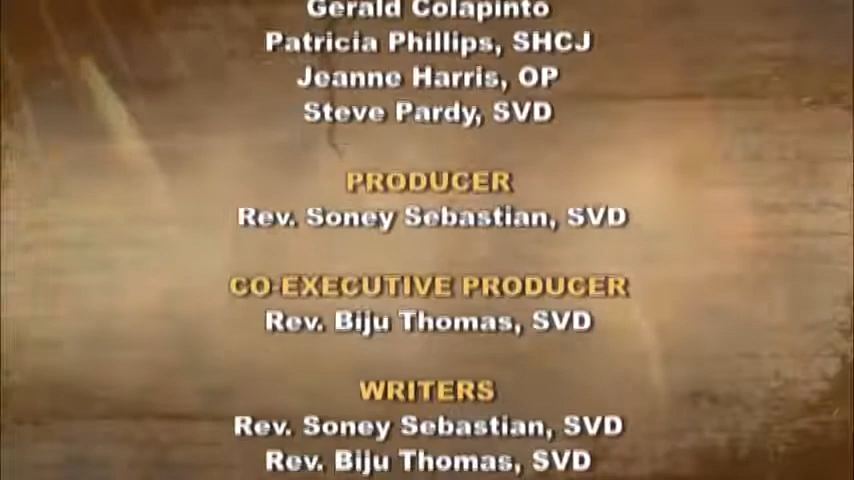 Gerald Colapinto
Patricia Phillips, SHCJ
Jeanne Harris, OP
Steve Pardy, SVD
PRODUCER
Rev. Soney Sebastian, SVD
CO-EXECUTIVE PRODUCER
Rev. Biju Thomas, SVD
WRITERS
Rev. Soney Sebastian, SVD
Rev. Biju Thomas, SVD